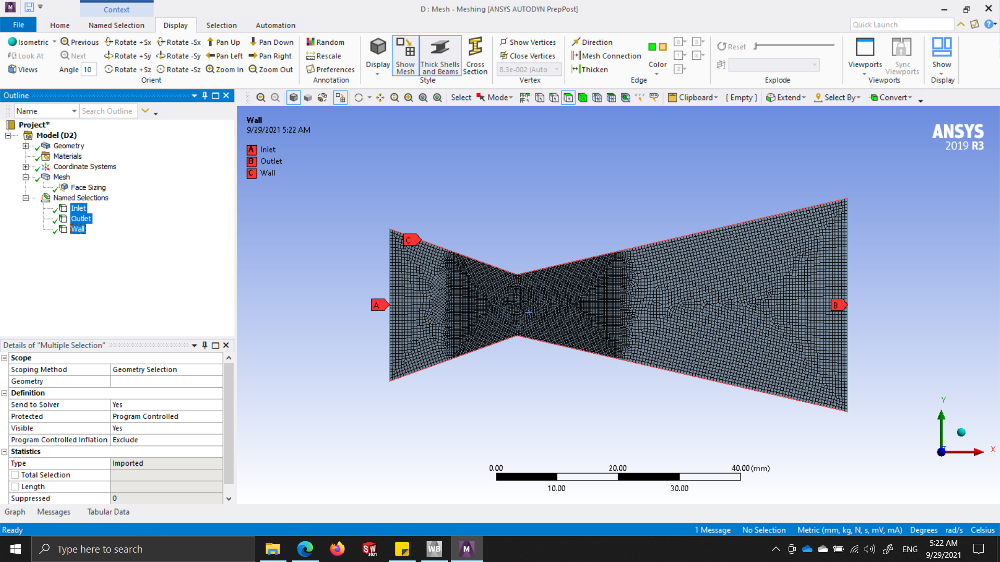 M
Context
D : Mesh - Meshing [ANSYS AUTODYN PrepPost]
File
Home
Named Selection
Display
Selection
Automation
Quick Launch
Isometric
Previous
Rotate +Sx
Rotate -Sx
Pan Up
Pan Down
Look At
Next
Rotate +Sy
Rotate -Sy
Pan Left
Pan Right
Views
Angle 10
Rotate +Sz
Rotate -Sz
Zoom In
Zoom Out
Orient
Random
Rescale
Preferences
Annotation
Display
Show Mesh
Thick Shells and Beams
Cross Section
Style
Show Vertices
Close Vertices
8.3e-002 (Auto
Vertex
Direction
Mesh Connection
Thicken
Color
0
3
1
x
2
Edge
Reset
Explode
Viewports
Sync Viewports
Viewports
Show
Display
Outline
Name
Search Outline
Select
Mode
Clipboard
[ Empty ]
Extend
Select By
Convert
Project*
Model (D2)
Geometry
Materials
Coordinate Systems
Mesh
Face Sizing
Named Selections
Inlet
Outlet
Wall
Wall
9/29/2021 5:22 AM
A Inlet
B Outlet
C Wall
ANSYS
2019 R3
C
A
B
Y
X
Z
0.00
20.00
40.00 (mm)
10.00
30.00
Details of "Multiple Selection"
Scope
Scoping Method Geometry Selection
Geometry
Definition
Send to Solver Yes
Protected Program Controlled
Visible Yes
Program Controlled Inflation Exclude
Statistics
Type Imported
Total Selection
Length
Suppressed 0
Graph
Messages
Tabular Data
Ready
1 Message
No Selection
Metric (mm, kg, N, s, mV, mA)
Degrees
rad/s
Celsius
Type here to search
SW
2021
WB
M
ENG
5:22 AM
9/29/2021